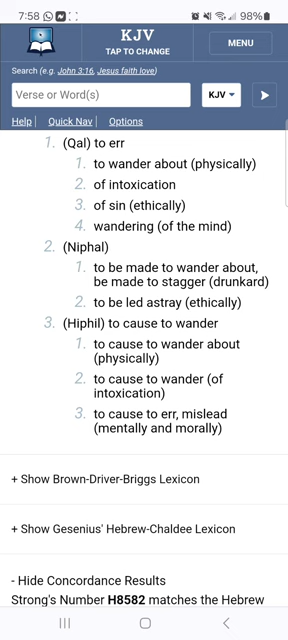 7:58 98%
KJV
TAP TO CHANGE
MENU
Search (e.g. John 3:16, Jesus faith love)
Verse or Word(s)
KJV
Help| Quick Nav| Options
1. (Qal) to err
1. to wander about (physically)
2. of intoxication
3. of sin (ethically)
4. wandering (of the mind)
2. (Niphal)
1. to be made to wander about,
be made to stagger (drunkard)
2. to be led astray (ethically)
3. (Hiphil) to cause to wander
1. to cause to wander about
(physically)
2. to cause to wander (of
intoxication)
3. to cause to err, mislead
(mentally and morally)
+ Show Brown-Driver-Briggs Lexicon
+ Show Gesenius' Hebrew-Chaldee Lexicon
- Hide Concordance Results
Strong's Number H8582 matches the Hebrew